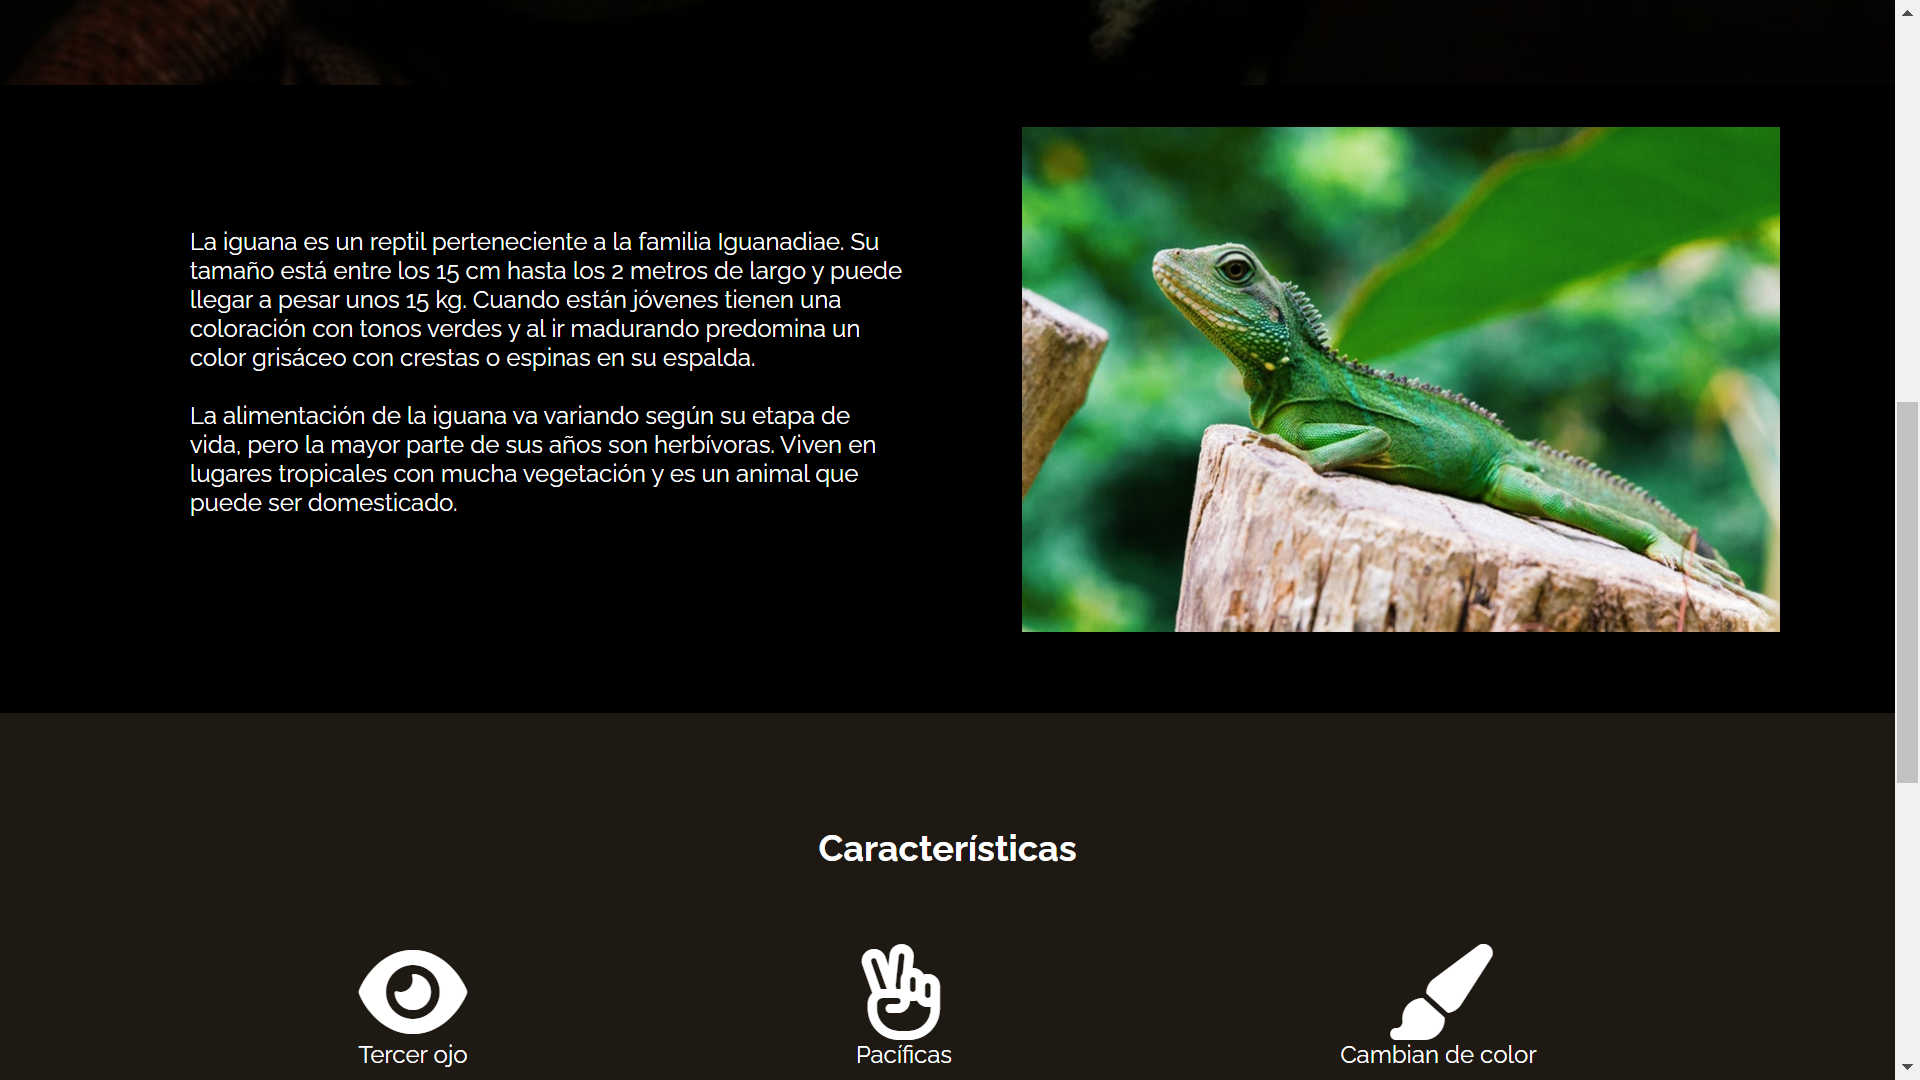 La iguana es un reptil perteneciente a la familia Iguanadiae. Su
tamaño está entre los 15 cm hasta los 2 metros de largo y puede
llegar a pesar unos 15 kg. Cuando están jóvenes tienen una
coloración con tonos verdes y al ir madurando predomina un
color grisáceo con crestas o espinas en su espalda.
La alimentación de la iguana va variando según su etapa de
vida, pero la mayor parte de sus años son herbívoras. Viven en
lugares tropicales con mucha vegetación y es un animal que
puede ser domesticado.
Características
Tercer ojo
Pacíficas
Cambian de color